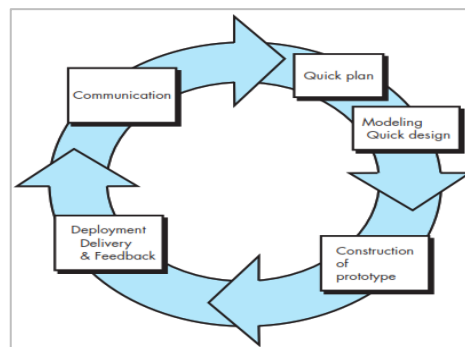 Communication
Quick plan
Modeling
Quick design
Construction
of
prototype
Deployment
Delivery
& Feedback